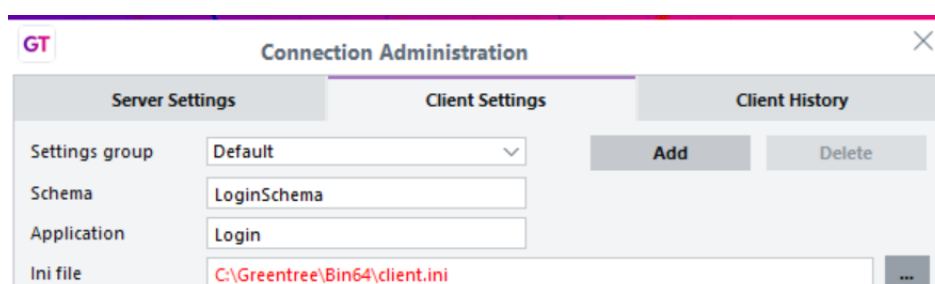 GT
Connection Administration
Server Settings Client Settings Client History
Settings group Default Add Delete
Schema LoginSchema
Application Login
Ini file C:\Greentree\Bin64\client.ini ...